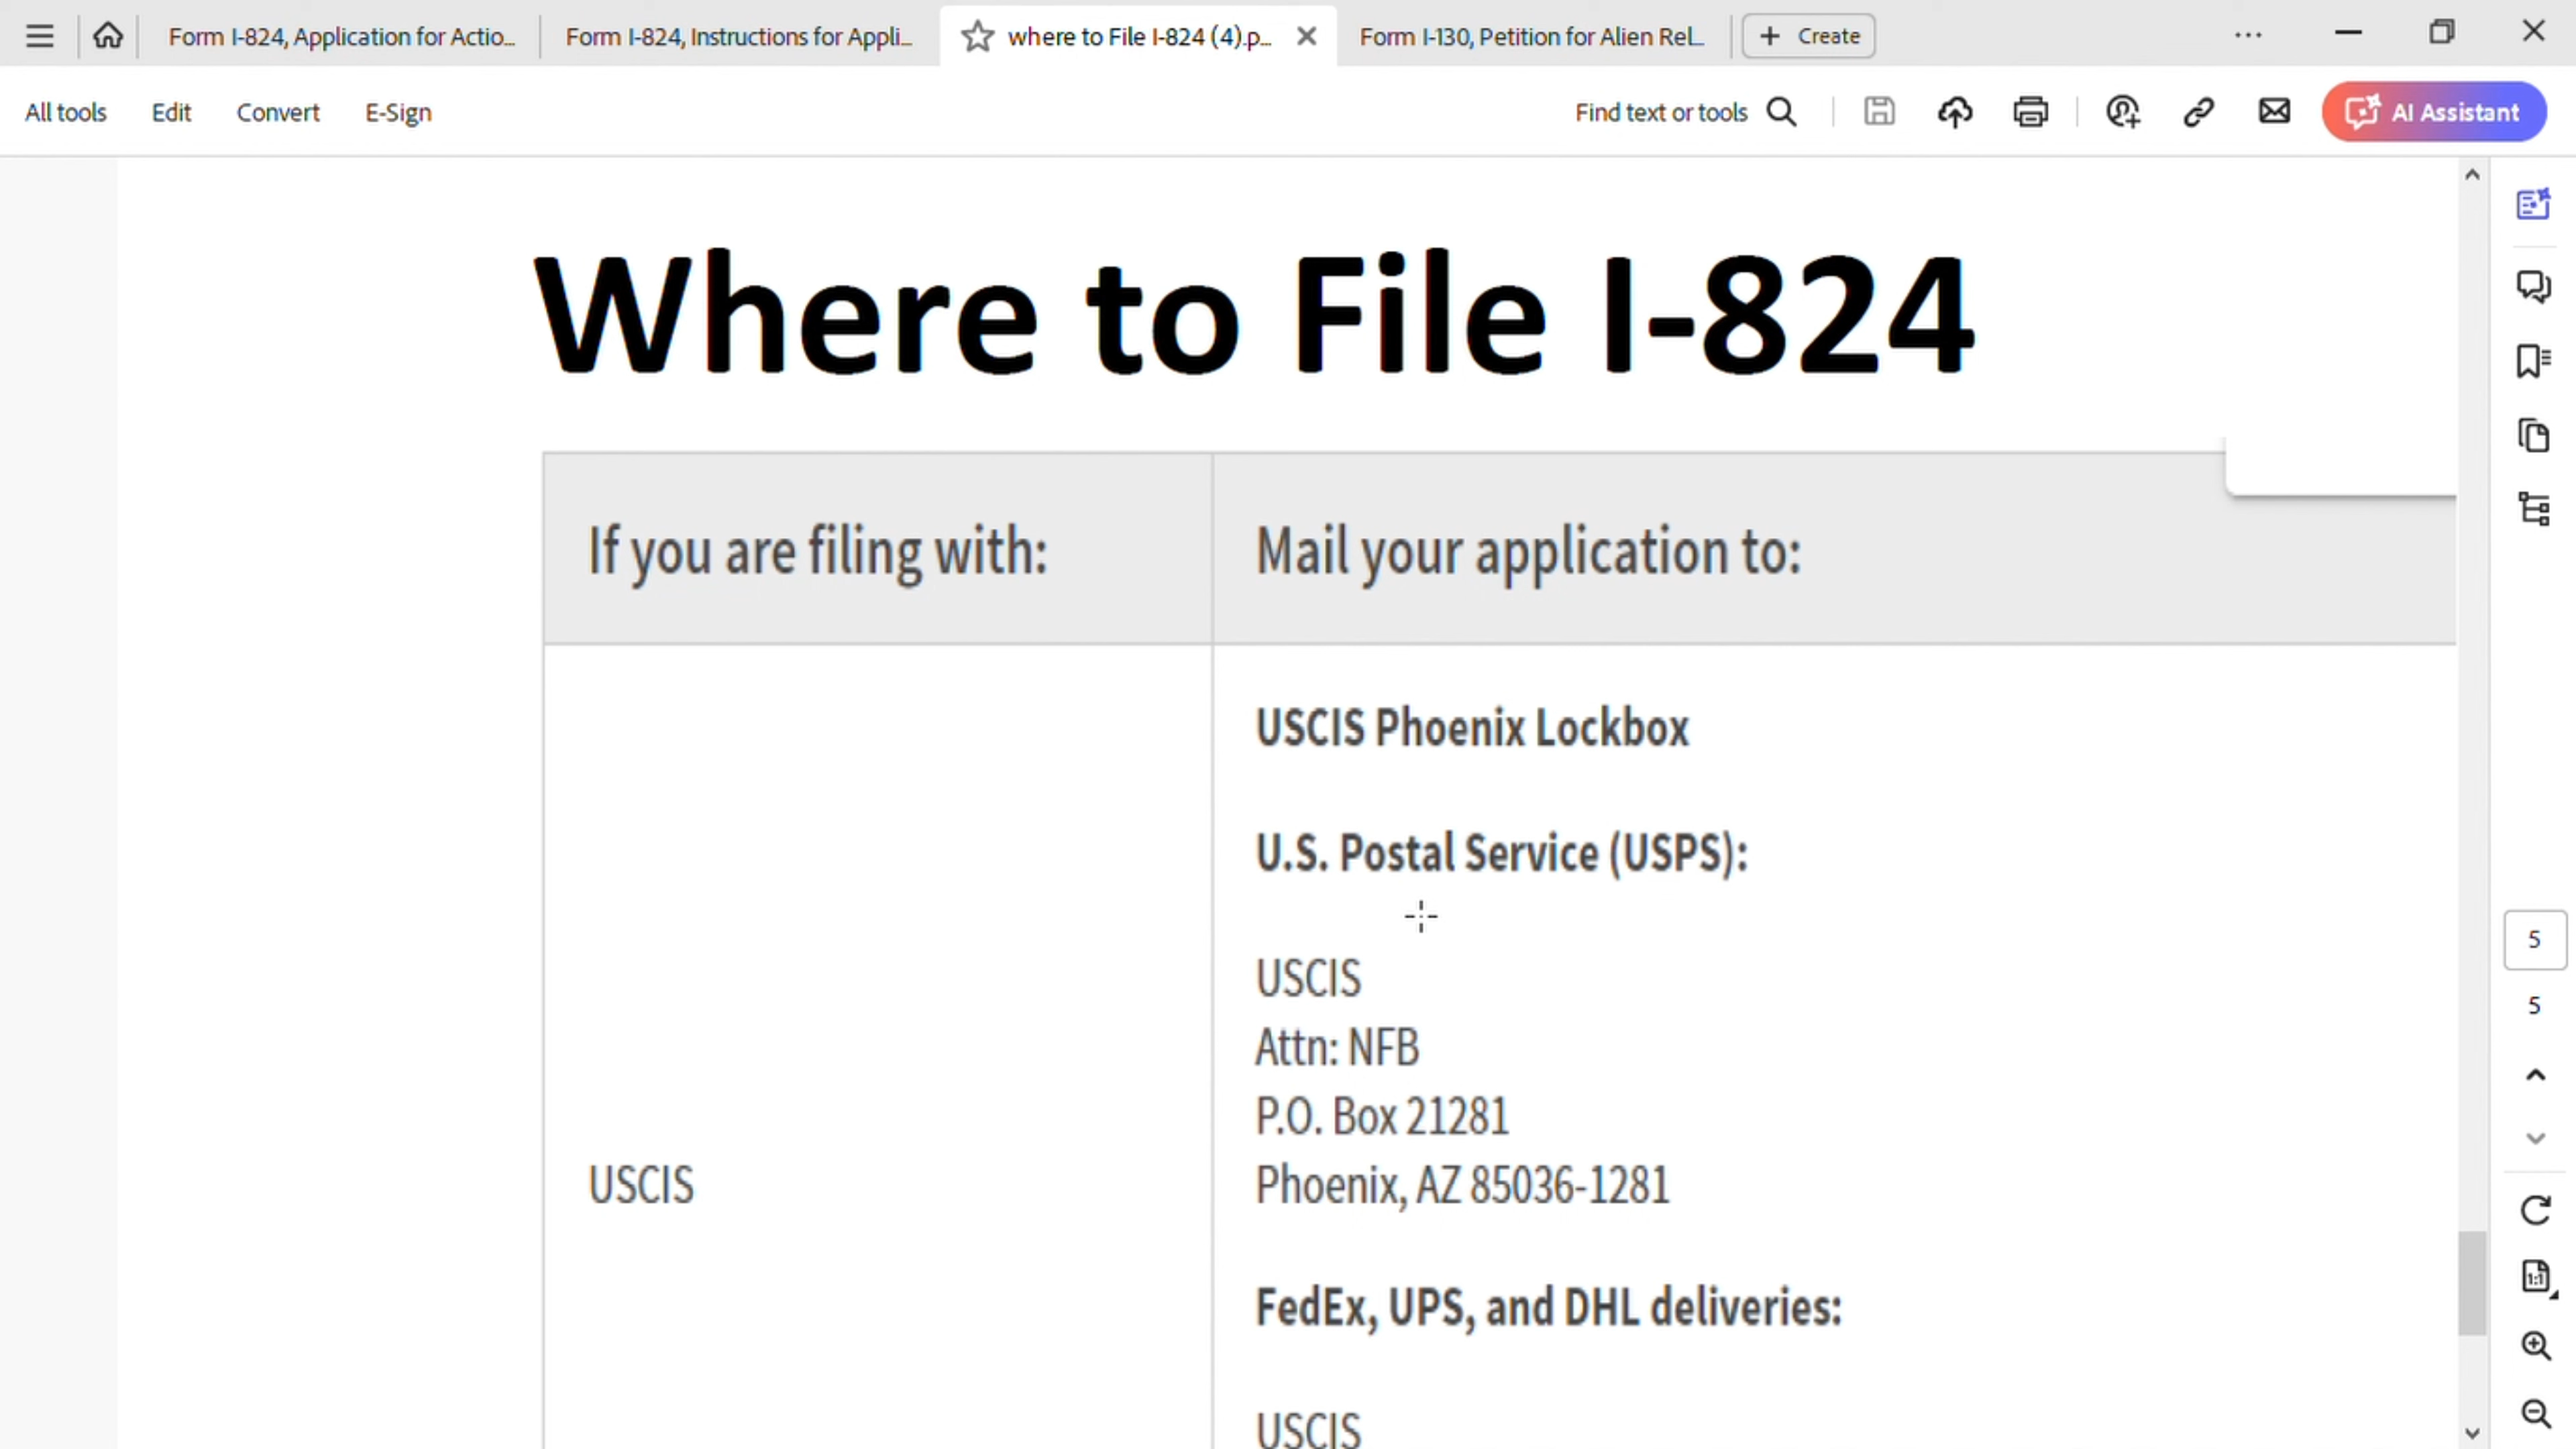 Form I-824, Application for Actio...
Form I-824, Instructions for Appli...
where to File I-824 (4).p...
Form I-130, Petition for Alien Rel...
Create
All tools
Edit
Convert
E-Sign
Find text or tools
AI Assistant
Where to File I-824
If you are filing with:
Mail your application to:
USCIS Phoenix Lockbox
U.S. Postal Service (USPS):
USCIS
Attn: NFB
P.O. Box 21281
Phoenix, AZ 85036-1281
USCIS
FedEx, UPS, and DHL deliveries:
USCIS
5
5
1:1